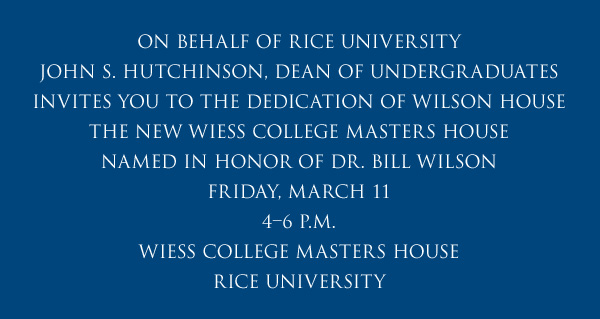 ON BEHALF OF RICE UNIVERSITY
JOHN S. HUTCHINSON, DEAN OF UNDERGRADUATES
INVITES YOU TO THE DEDICATION OF WILSON HOUSE
THE NEW WIESS COLLEGE MASTERS HOUSE
NAMED IN HONOR OF DR. BILL WILSON
FRIDAY, MARCH 11
4–6 P.M.
WIESS COLLEGE MASTERS HOUSE
RICE UNIVERSITY